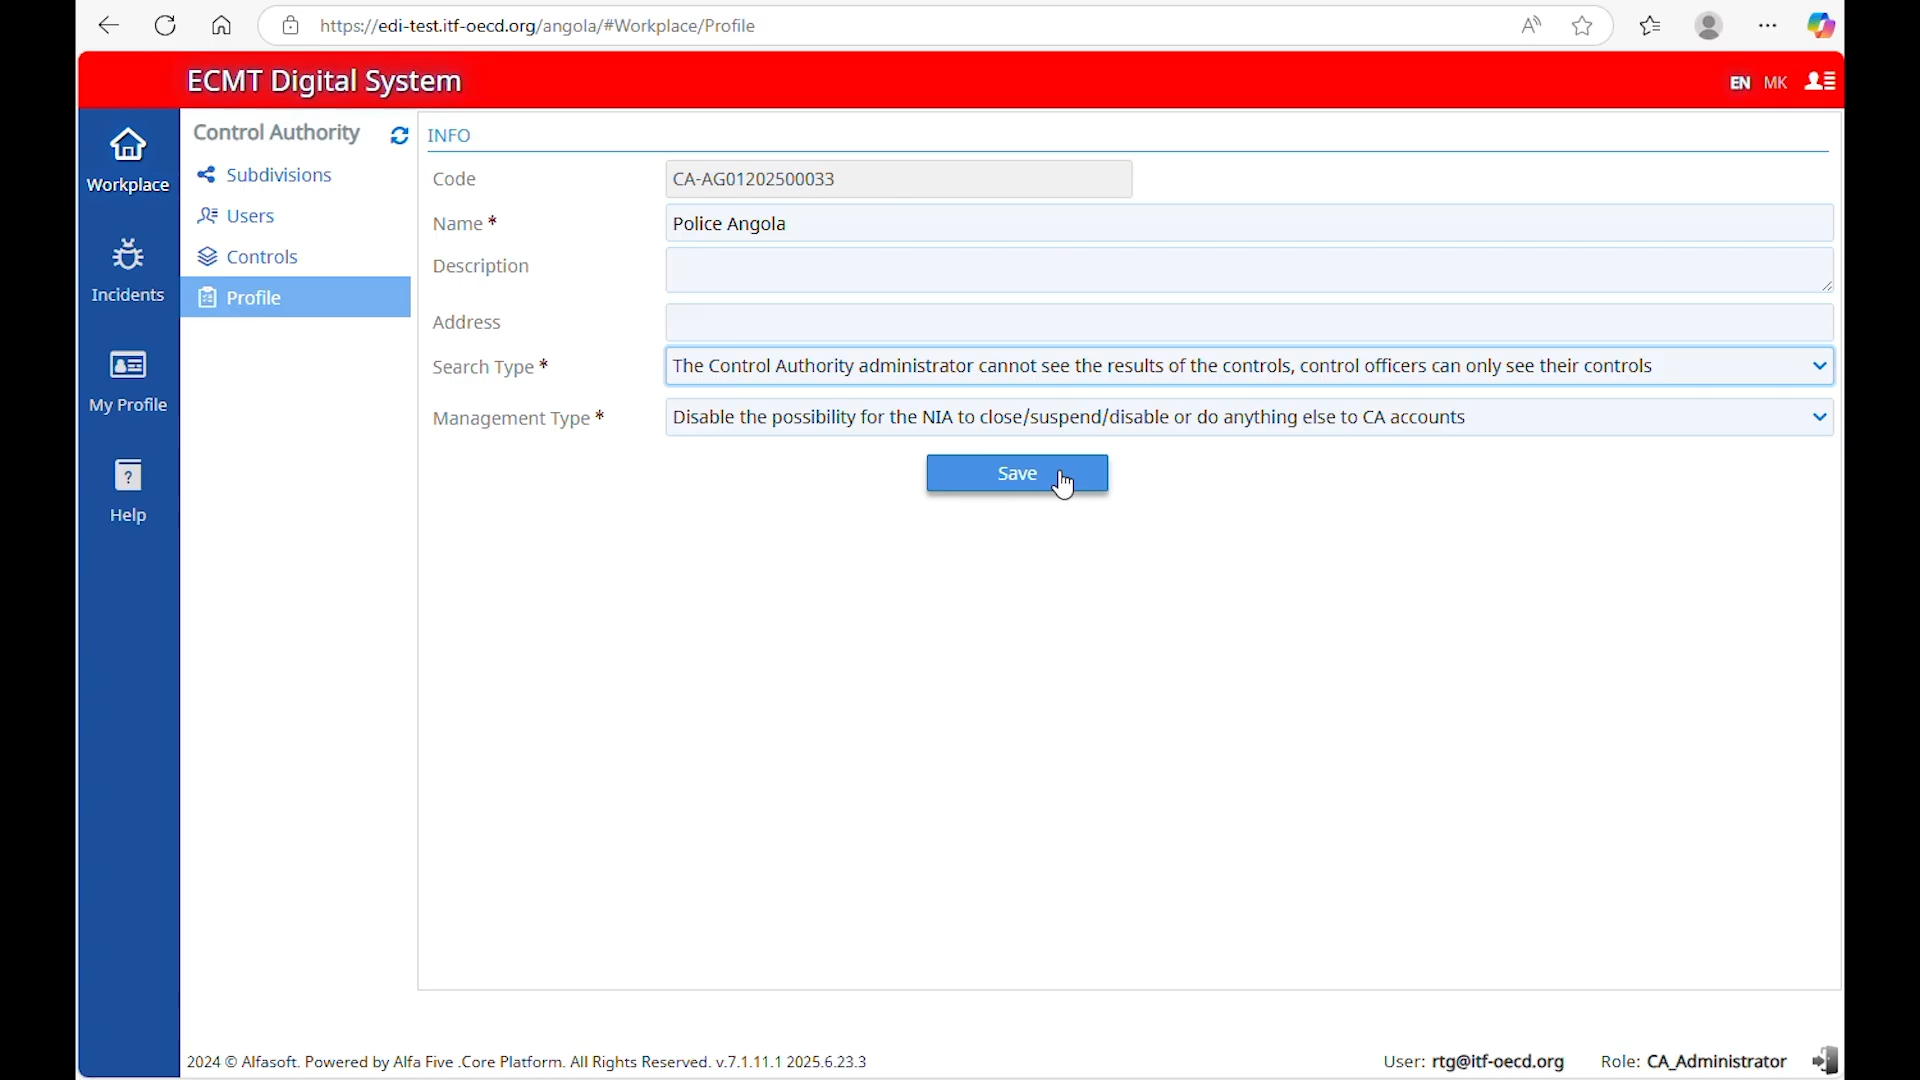 https://edi-test.itf-oecd.org/angola/#Workplace/Profile
ECMT Digital System
EN MK
Workplace
Incidents
My Profile
? Help
Control Authority
Subdivisions
Users
Controls
Profile
INFO
Code CA-AG01202500033
Name * Police Angola
Description
Address
Search Type * The Control Authority administrator cannot see the results of the controls, control officers can only see their controls
Management Type * Disable the possibility for the NIA to close/suspend/disable or do anything else to CA accounts
Save
2024 © Alfasoft. Powered by Alfa Five .Core Platform. All Rights Reserved. v.7.1.11.1 2025.6.23.3
User: rtg@itf-oecd.org Role: CA_Administrator